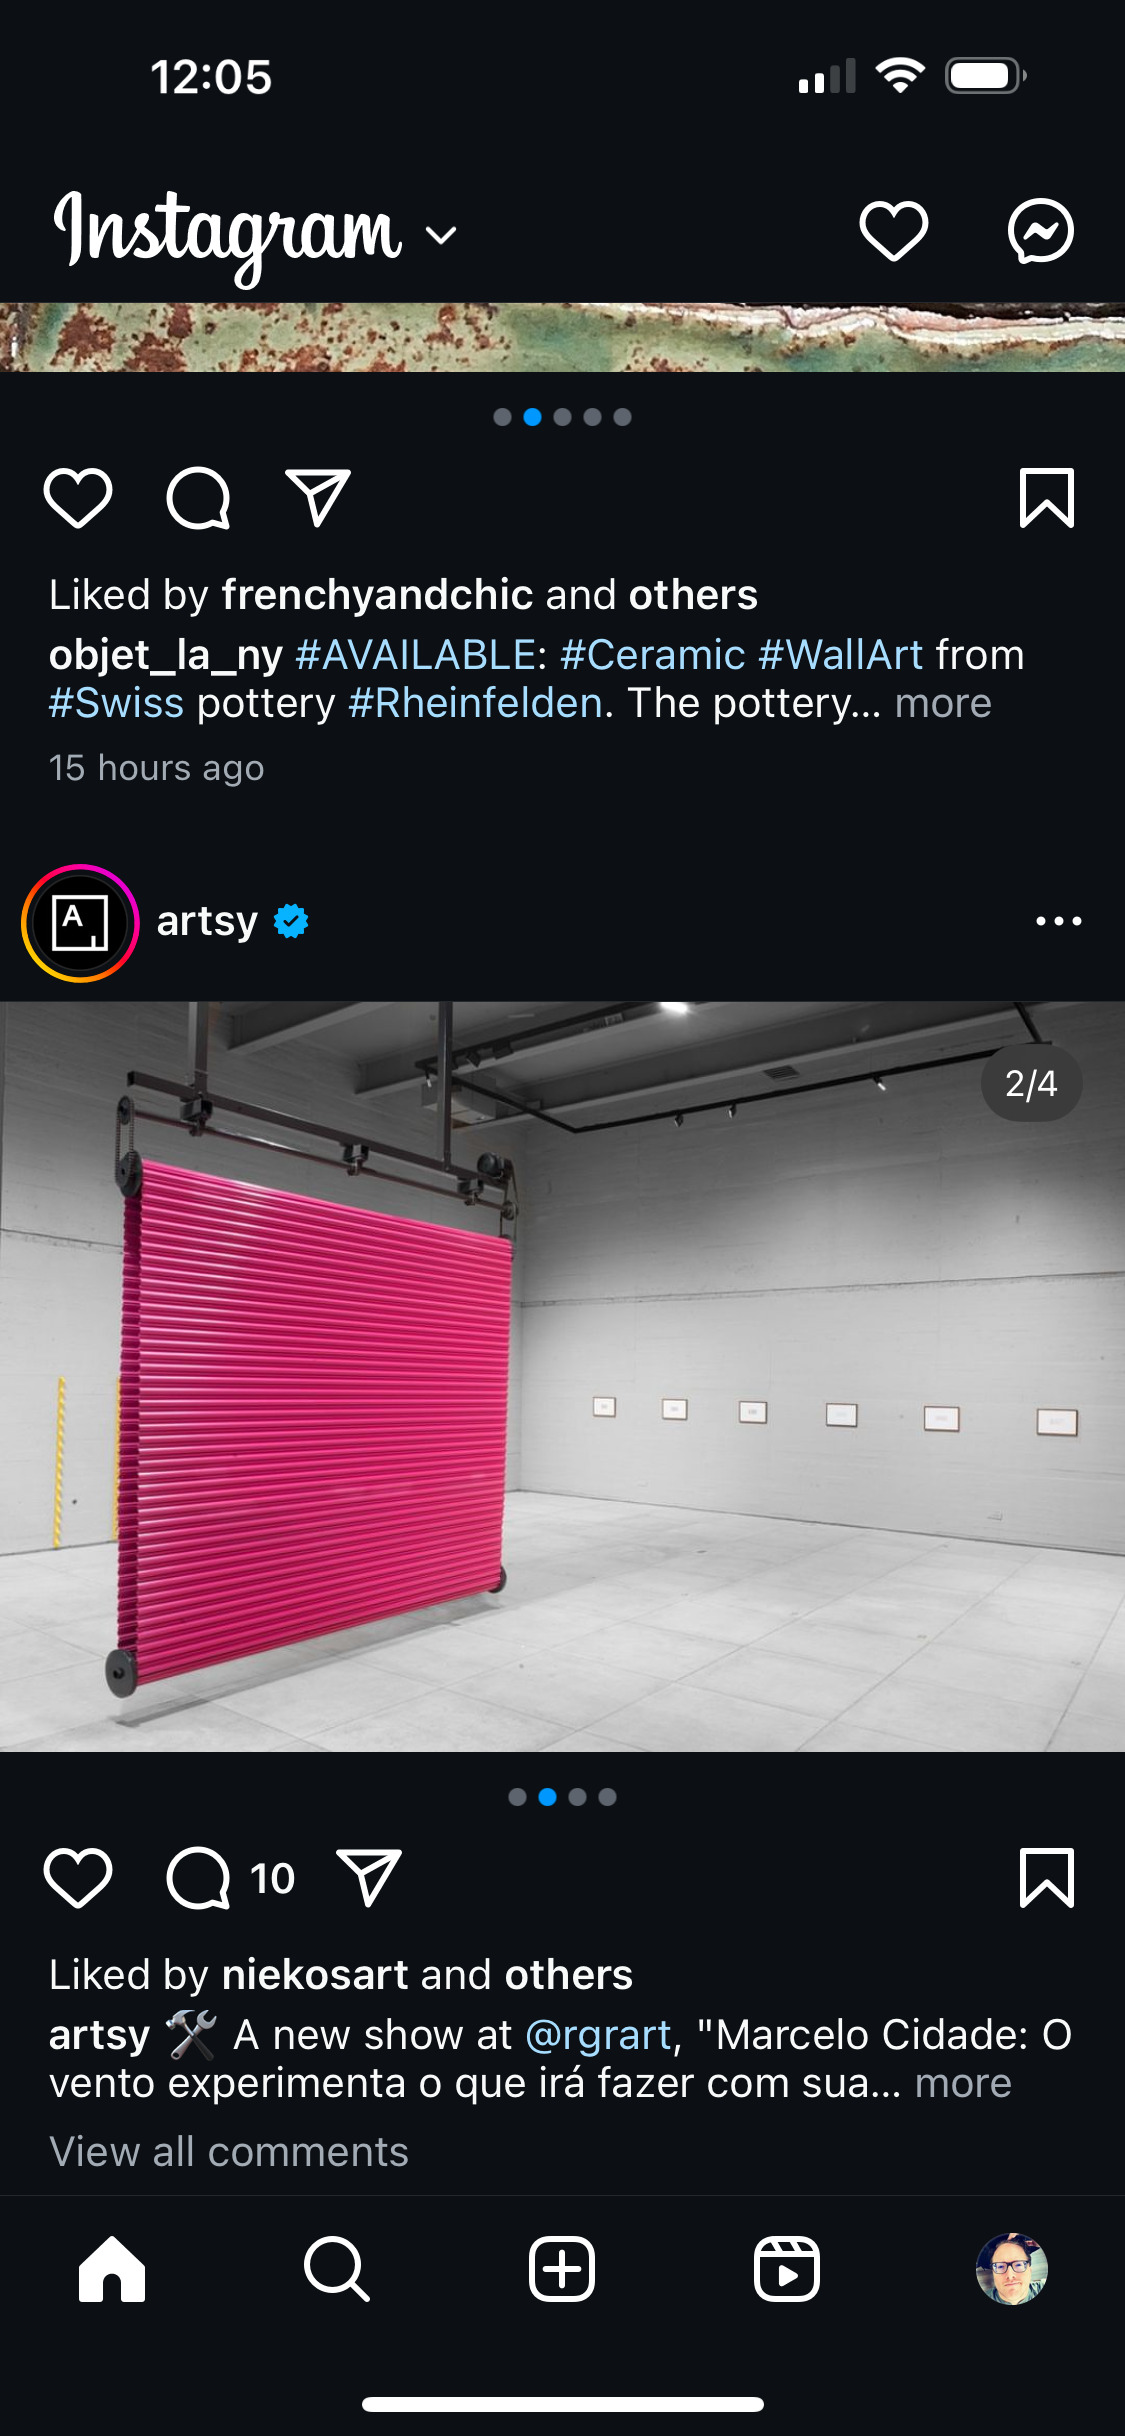 12:05
Instagram
Liked by frenchyandchic and others
objet_la_ny #AVAILABLE: #Ceramic #WallArt from
#Swiss pottery #Rheinfelden. The pottery... more
15 hours ago
A
artsy
2/4
10
Liked by niekosart and others
artsy 🛠️ A new show at @rgrart, "Marcelo Cidade: O
vento experimenta o que irá fazer com sua... more
View all comments